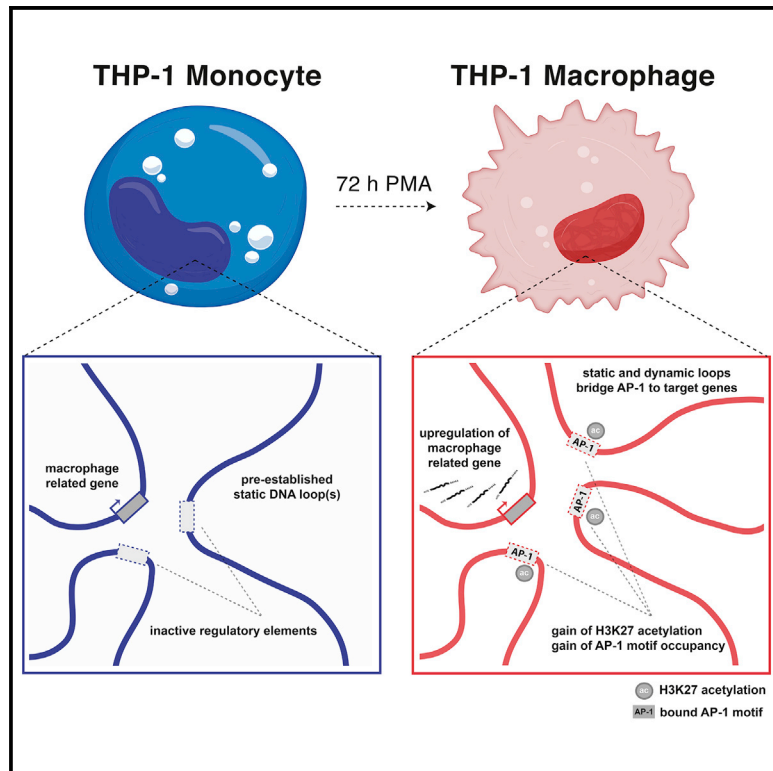 THP-1 Monocyte
THP-1 Macrophage
72 h PMA
macrophage
related gene
pre-established
static DNA loop(s)
inactive regulatory elements
static and dynamic loops
bridge AP-1 to target genes
upregulation of
macrophage
related gene
AP-1
ac
AP-1
ac
AP-1
ac
gain of H3K27 acetylation
gain of AP-1 motif occupancy
ac H3K27 acetylation
AP-1 bound AP-1 motif